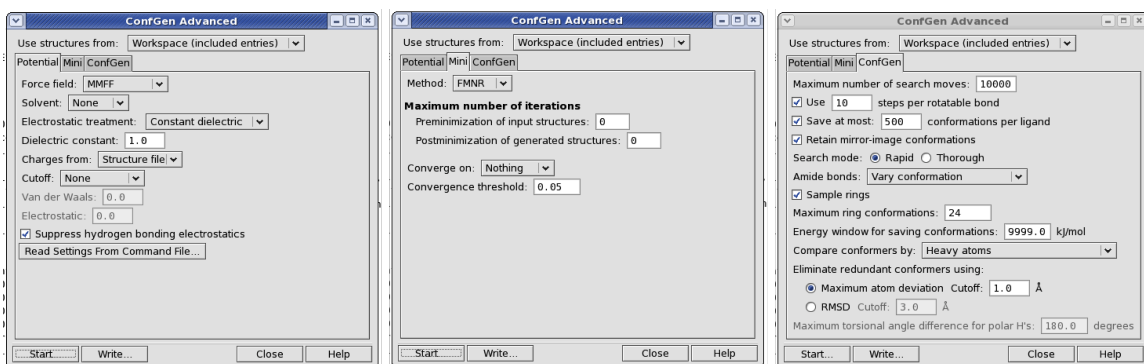 ConfGen Advanced
Use structures from: Workspace (included entries)
Potential Mini ConfGen
Force field: MMFF
Solvent: None
Electrostatic treatment: Constant dielectric
Dielectric constant: 1.0
Charges from: Structure file
Cutoff: None
Van der Waals: 0.0
Electrostatic: 0.0
Suppress hydrogen bonding electrostatics
Read Settings From Command File...
Start... Write... Close Help
ConfGen Advanced
Use structures from: Workspace (included entries)
Potential Mini ConfGen
Method: FMNR
Maximum number of iterations
Preminimization of input structures: 0
Postminimization of generated structures: 0
Converge on: Nothing
Convergence threshold: 0.05
Start... Write... Close Help
ConfGen Advanced
Use structures from: Workspace (included entries)
Potential Mini ConfGen
Maximum number of search moves: 10000
Use 10 steps per rotatable bond
Save at most: 500 conformations per ligand
Retain mirror-image conformations
Search mode: Rapid Thorough
Amide bonds: Vary conformation
Sample rings
Maximum ring conformations: 24
Energy window for saving conformations: 9999.0 kJ/mol
Compare conformers by: Heavy atoms
Eliminate redundant conformers using:
Maximum atom deviation Cutoff: 1.0 Å
RMSD Cutoff: 3.0 Å
Maximum torsional angle difference for polar H's: 180.0 degrees
Start... Write... Close Help